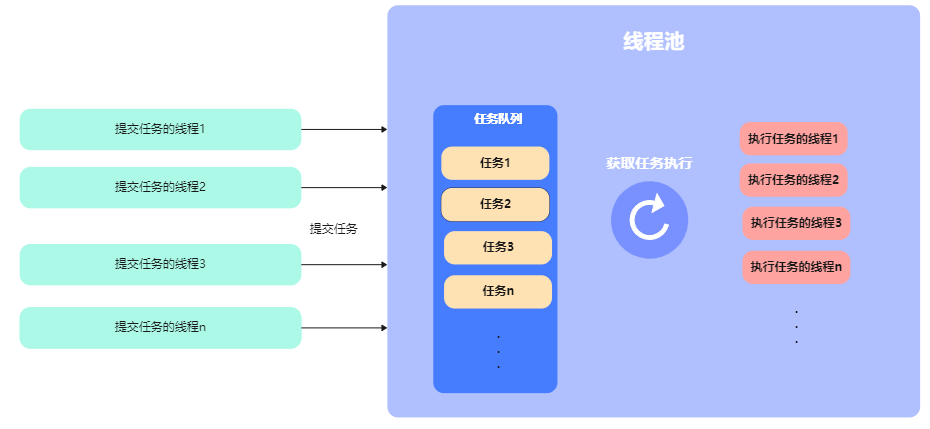 线程池
提交任务的线程1
提交任务的线程2
提交任务
提交任务的线程3
提交任务的线程n
任务队列
任务1
任务2
任务3
任务n
获取任务执行
执行任务的线程1
执行任务的线程2
执行任务的线程3
执行任务的线程n